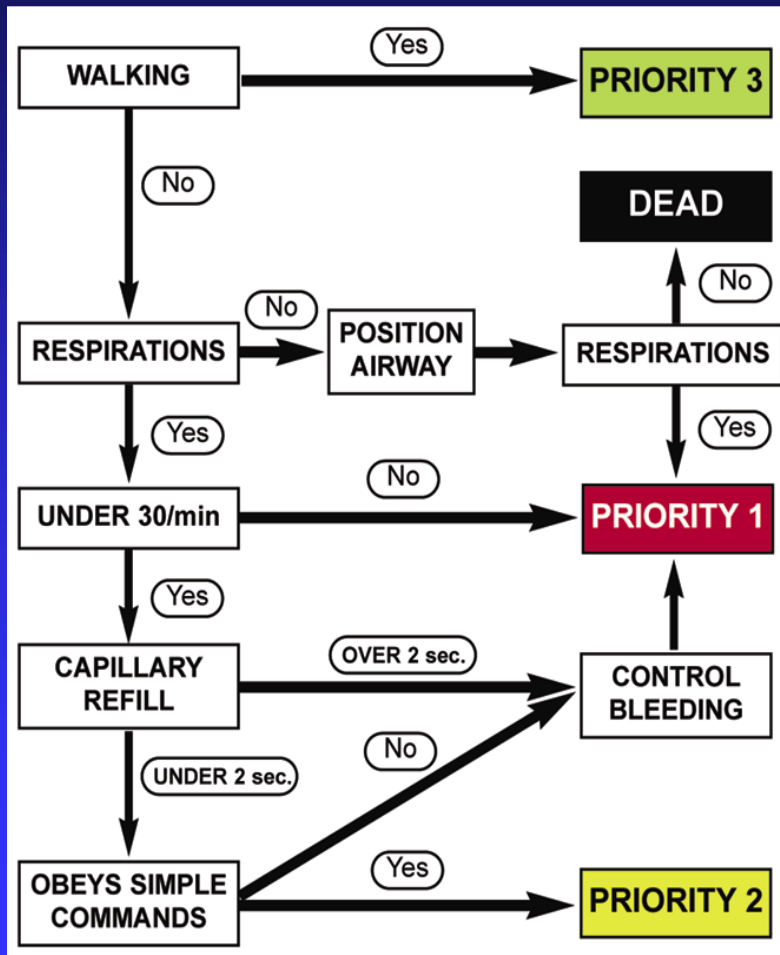 Yes
WALKING
PRIORITY 3
No
DEAD
No
No
RESPIRATIONS
POSITION
AIRWAY
RESPIRATIONS
Yes
Yes
No
UNDER 30/min
PRIORITY 1
Yes
CAPILLARY
REFILL
OVER 2 sec.
CONTROL
BLEEDING
No
UNDER 2 sec.
OBEYS SIMPLE
COMMANDS
Yes
PRIORITY 2